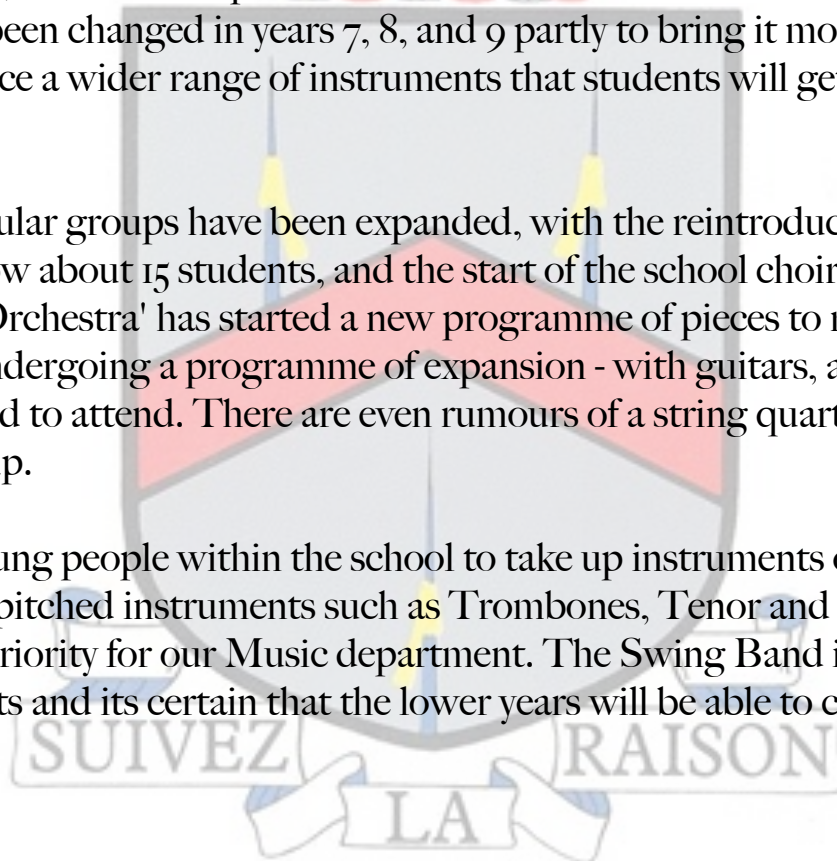 been changed in years 7, 8, and 9 partly to bring it mo
ce a wider range of instruments that students will ge
ular groups have been expanded, with the reintroduc
ow about 15 students, and the start of the school choir
Orchestra' has started a new programme of pieces to
ndergoing a programme of expansion - with guitars, a
d to attend. There are even rumours of a string quart
up.
ung people within the school to take up instruments
pitched instruments such as Trombones, Tenor and
riority for our Music department. The Swing Band i
ts and its certain that the lower years will be able to c
SUIVEZ
RAISON
LA